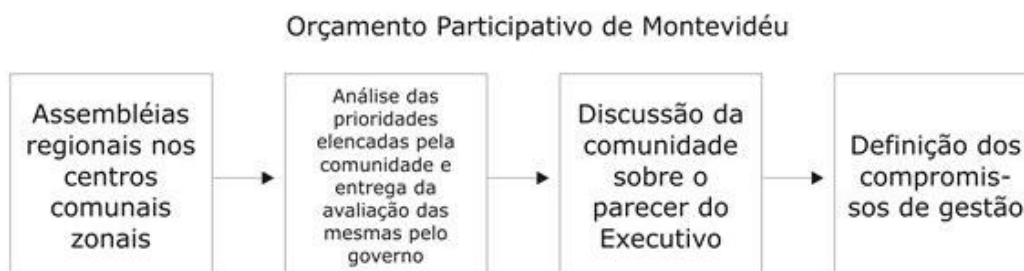 Orçamento Participativo de Montevidéu
Assembléias
regionais nos
centros
comunais
zonais
Análise das
prioridades
elencadas pela
comunidade e
entrega da
avaliação das
mesmas pelo
governo
Discussão da
comunidade
sobre o
parecer do
Executivo
Definição dos
compromis-
sos de gestão